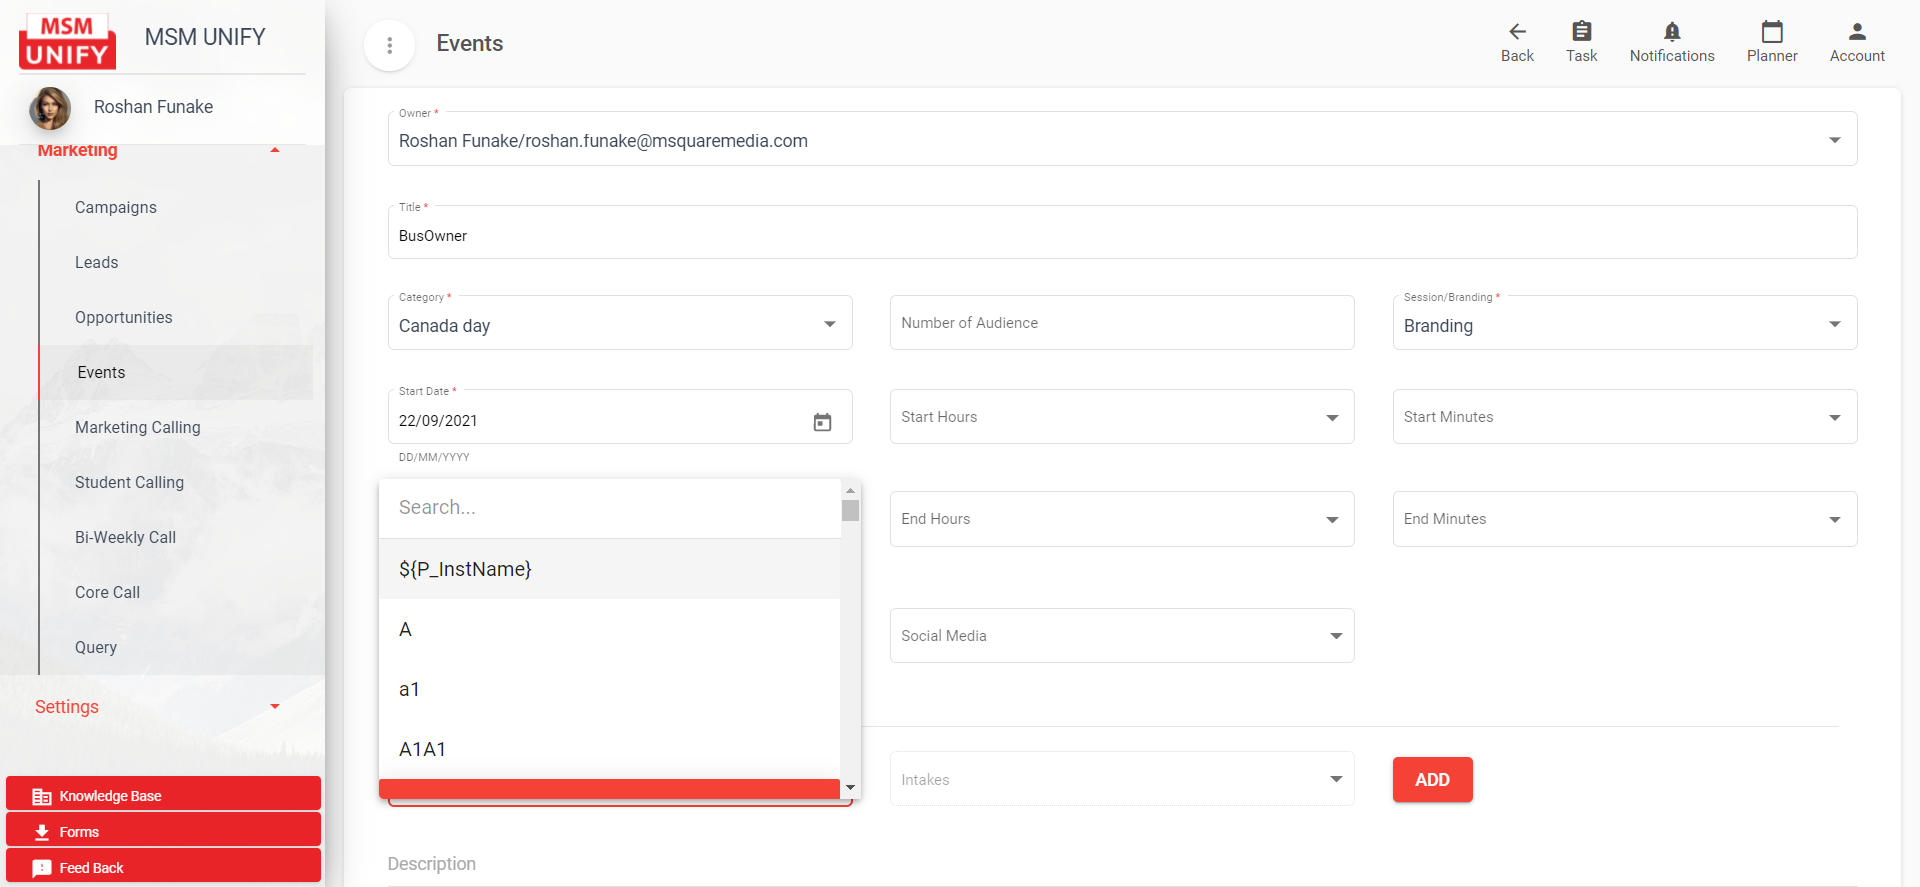 MSM
UNIFY
MSM UNIFY
Roshan Funake
Marketing
Campaigns
Leads
Opportunities
Events
Marketing Calling
Student Calling
Bi-Weekly Call
Core Call
Query
Settings
Knowledge Base
Forms
Feed Back
Events
Back
Task
Notifications
Planner
Account
Owner *
Roshan Funake/roshan.funake@msquaremedia.com
Title *
BusOwner
Category *
Canada day
Number of Audience
Session/Branding *
Branding
Start Date *
22/09/2021
DD/MM/YYYY
Start Hours
Start Minutes
Search...
${P_InstName}
A
a1
A1A1
End Hours
End Minutes
Social Media
Intakes
ADD
Description